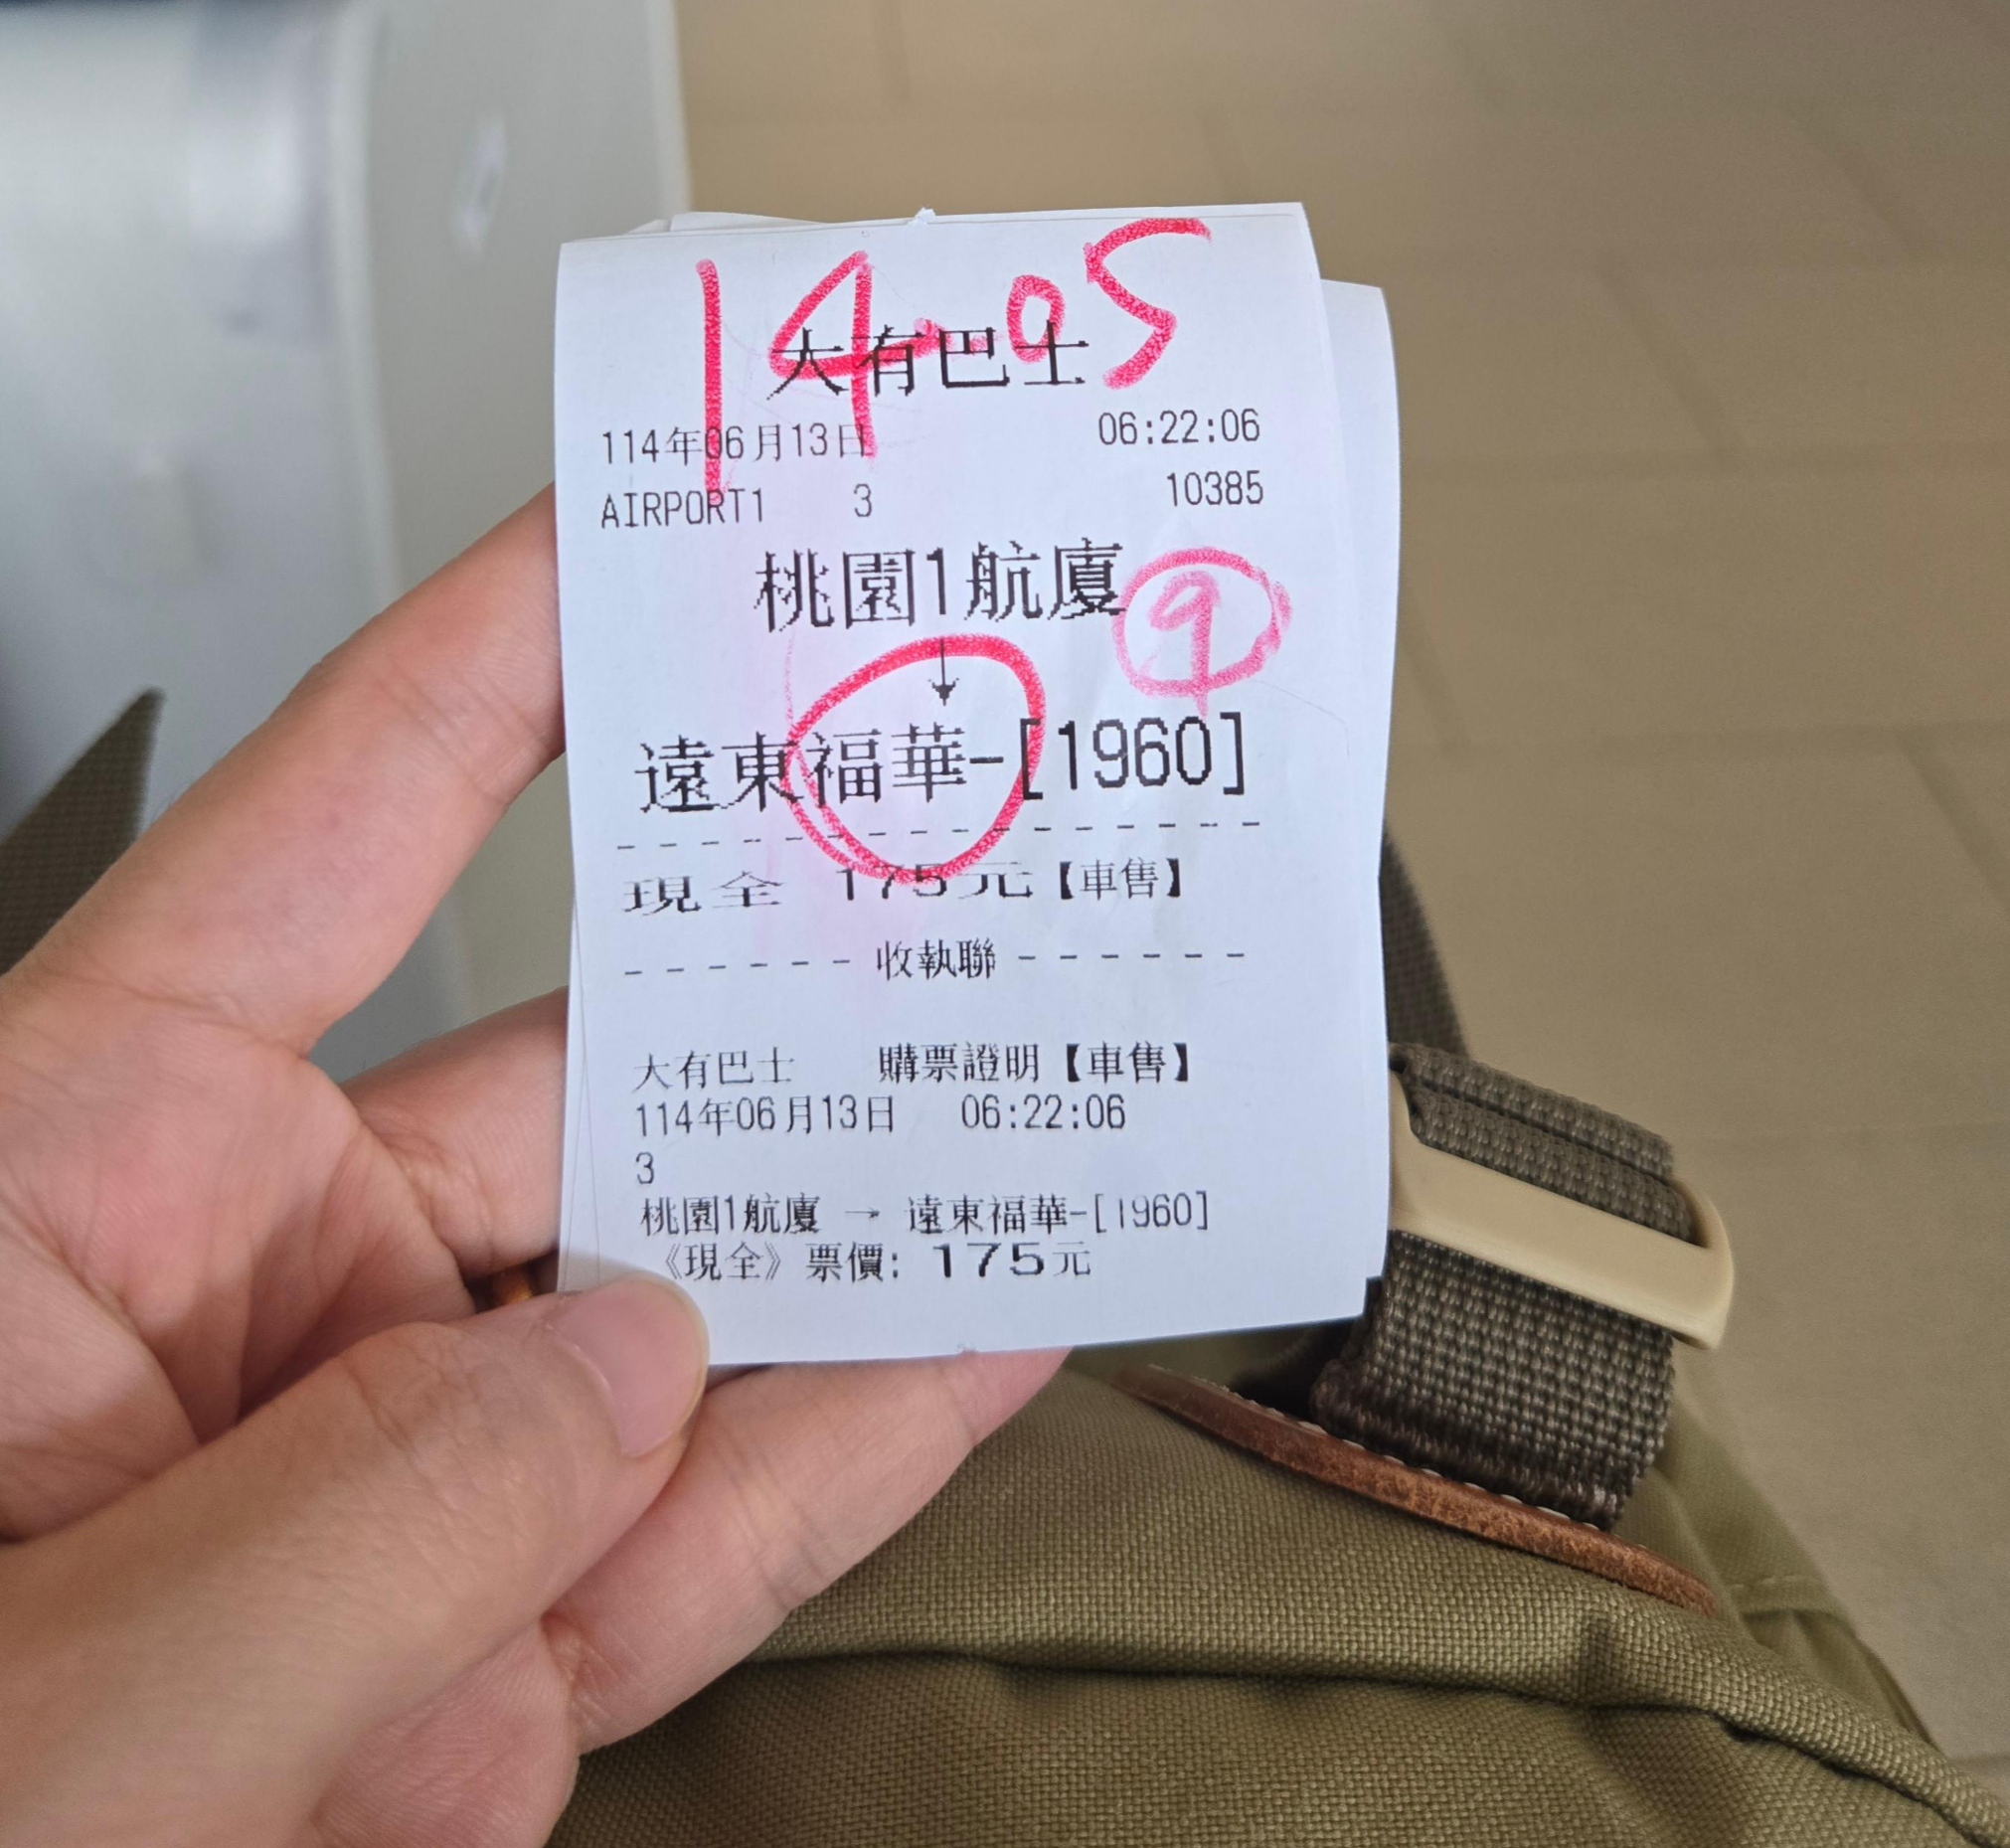 14-05
大有巴士
114年06月13日 06:22:06
AIRPORT1 3 10385
桃園1航廈
9
↓
遠東福華-[1960]
現全 175元【車售】
------收執聯------
大有巴士 購票證明【車售】
114年06月13日 06:22:06
3
桃園1航廈 → 遠東福華-[1960]
《現全》票價: 175元